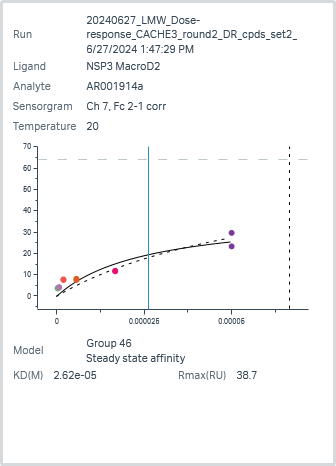 Run 20240627_LMW_Dose-
response_CACHE3_round2_DR_cpds_set2_
6/27/2024 1:47:29 PM
Ligand NSP3 MacroD2
Analyte AR001914a
Sensorgram Ch 7, Fc 2-1 corr
Temperature 20
70
60
50
40
30
20
10
0
0 0.000026 0.00006
Model Group 46
Steady state affinity
KD(M) 2.62e-05 Rmax(RU) 38.7